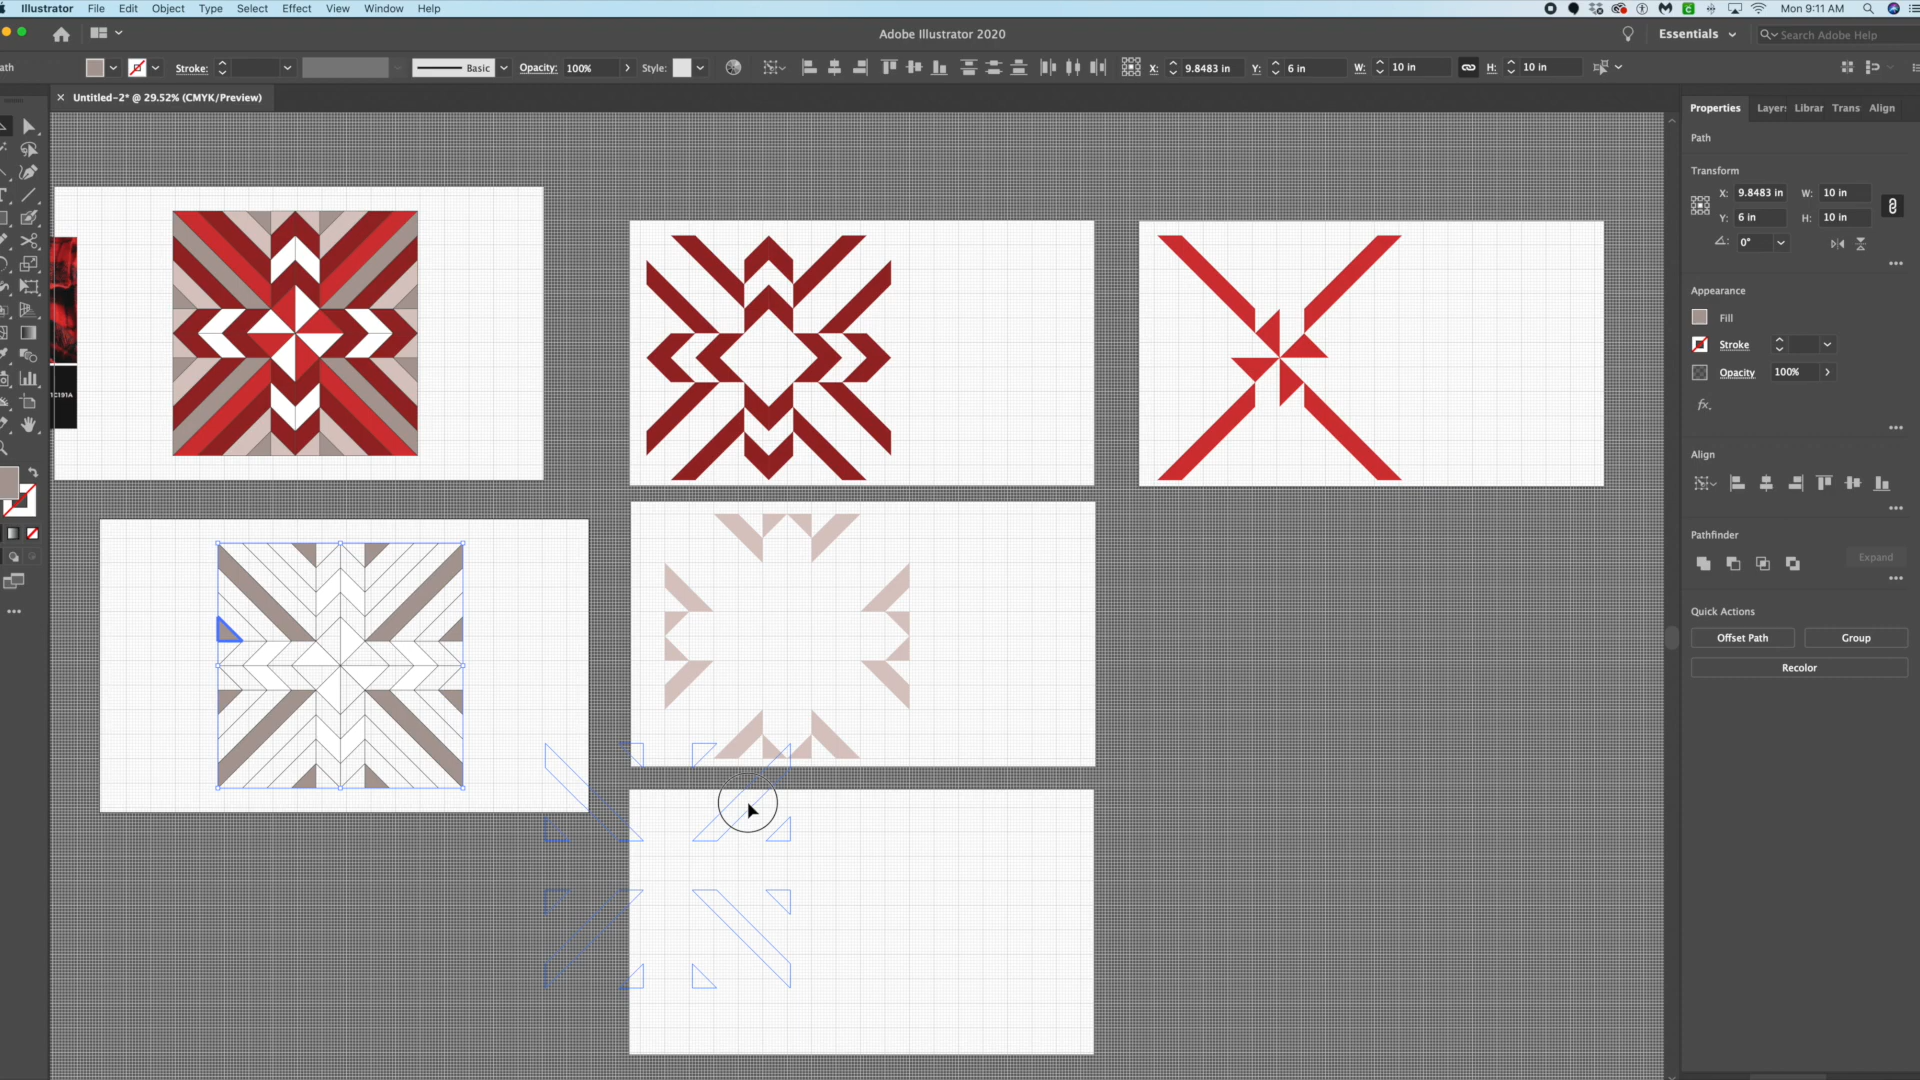 Illustrator File Edit Object Type Select Effect View Window Help Mon 9:11 AM
Adobe Illustrator 2020 Essentials Search Adobe Help
ath Stroke: Basic Opacity: 100% Style: X: 9.8483 in Y: 6 in W: 10 in H: 10 in
× Untitled-2* @ 29.52% (CMYK/Preview)
Properties Layers Librar Trans Align
Path
Transform
X: 9.8483 in W: 10 in
Y: 6 in H: 10 in
0°
Appearance
Fill
Stroke
Opacity 100%
fx.
Align
Pathfinder
Expand
Quick Actions
Offset Path Group
Recolor
1C191A